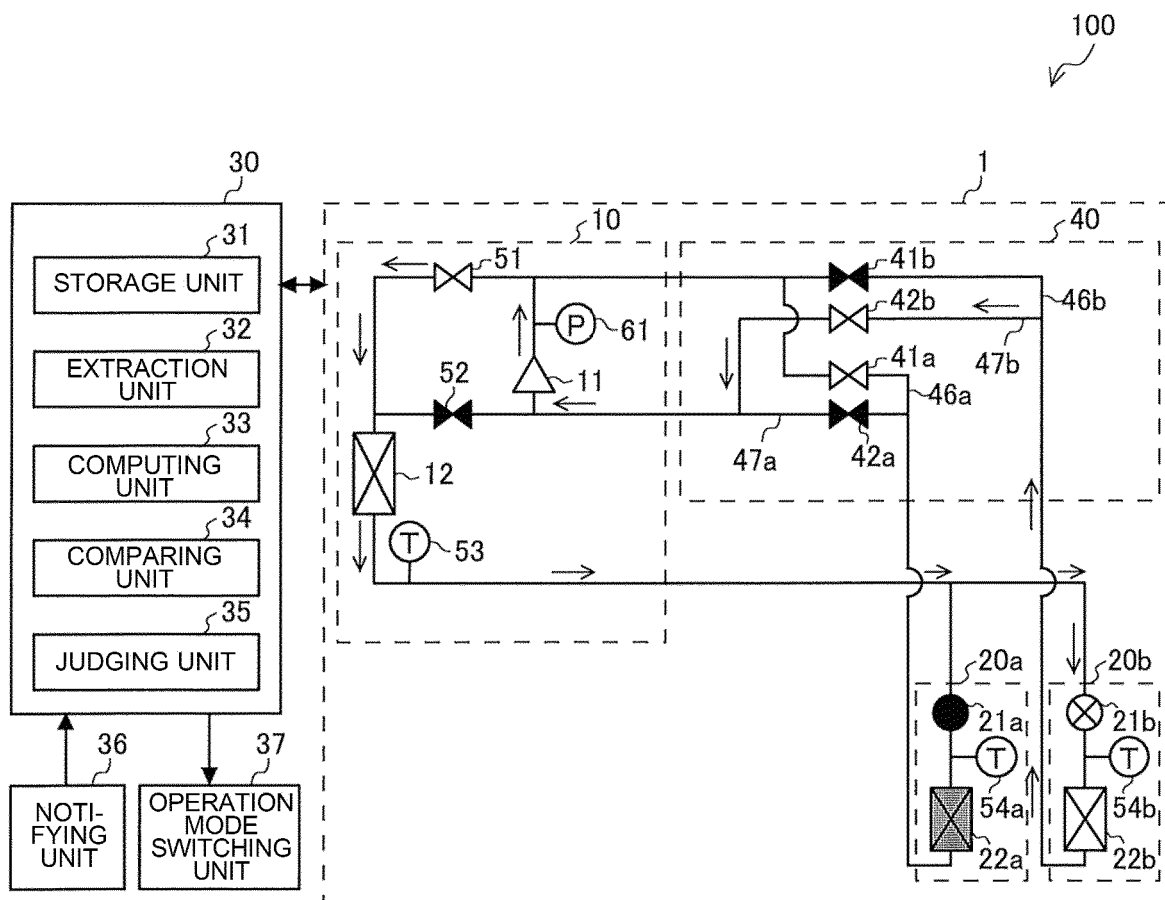 100
30
1
31
STORAGE UNIT
10
40
51
41b
32
EXTRACTION
UNIT
P
61
42b
46b
47b
11
41a
52
46a
33
COMPUTING
UNIT
12
47a
42a
34
COMPARING
UNIT
T
53
35
JUDGING UNIT
20a
20b
21a
21b
T
T
54a
54b
22a
22b
36
NOTI-
FYING
UNIT
37
OPERATION
MODE
SWITCHING
UNIT